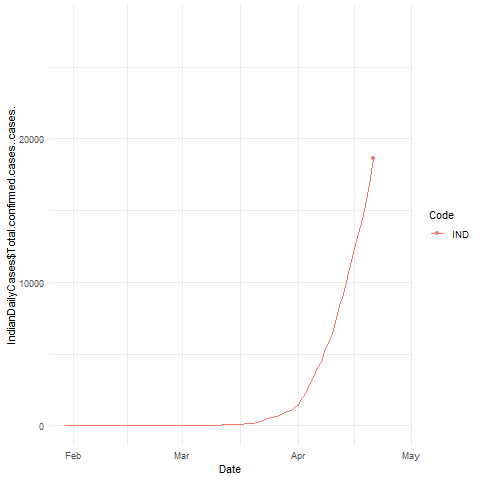 IndianDailyCases$Total.confirmed.cases..cases.
20000
10000
0
Feb Mar Apr May
Date
Code
IND